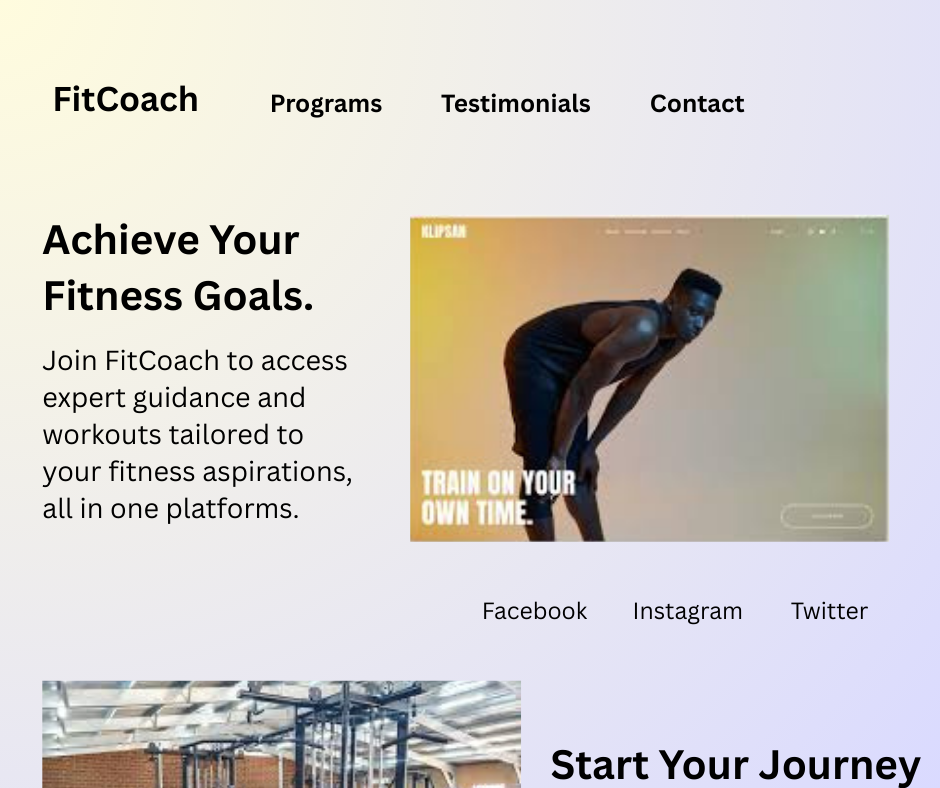 FitCoach
Programs
Testimonials
Contact
Achieve Your
Fitness Goals.
Join FitCoach to access
expert guidance and
workouts tailored to
your fitness aspirations,
all in one platforms.
KLIPSAN
TRAIN ON YOUR
OWN TIME.
Facebook
Instagram
Twitter
Start Your Journey